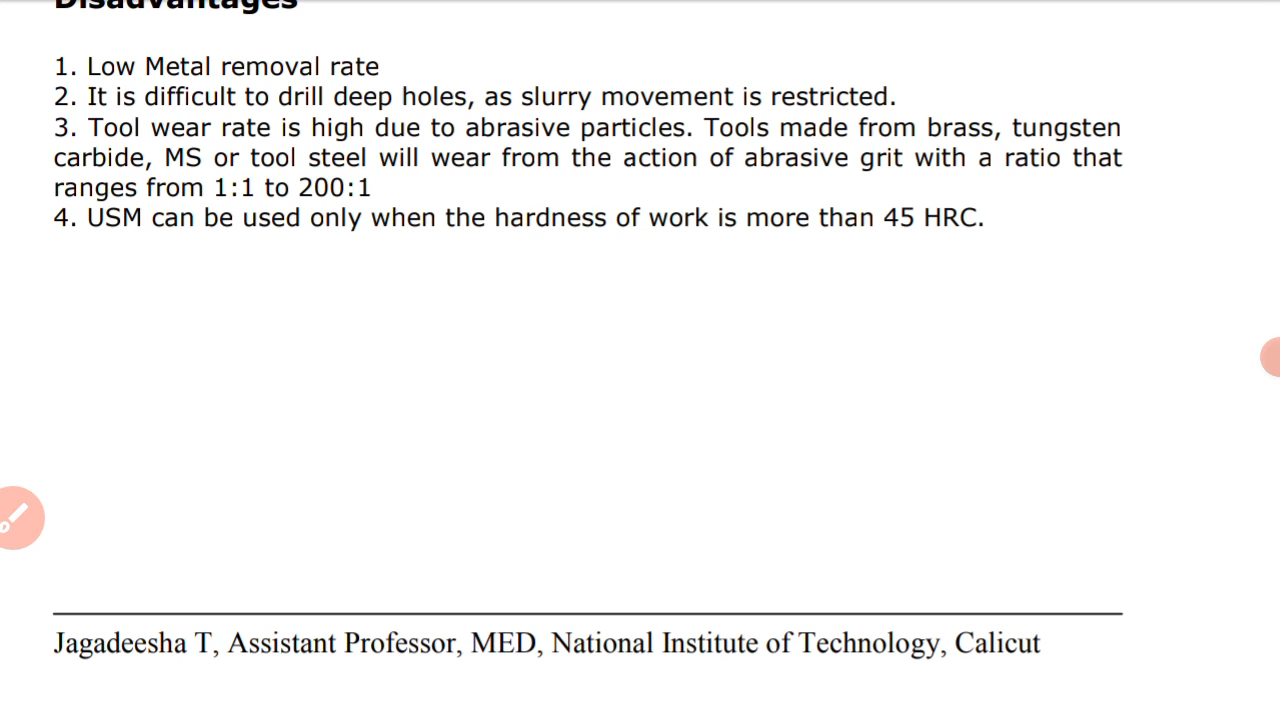 Disadvantages
1. Low Metal removal rate
2. It is difficult to drill deep holes, as slurry movement is restricted.
3. Tool wear rate is high due to abrasive particles. Tools made from brass, tungsten
carbide, MS or tool steel will wear from the action of abrasive grit with a ratio that
ranges from 1:1 to 200:1
4. USM can be used only when the hardness of work is more than 45 HRC.
Jagadeesha T, Assistant Professor, MED, National Institute of Technology, Calicut